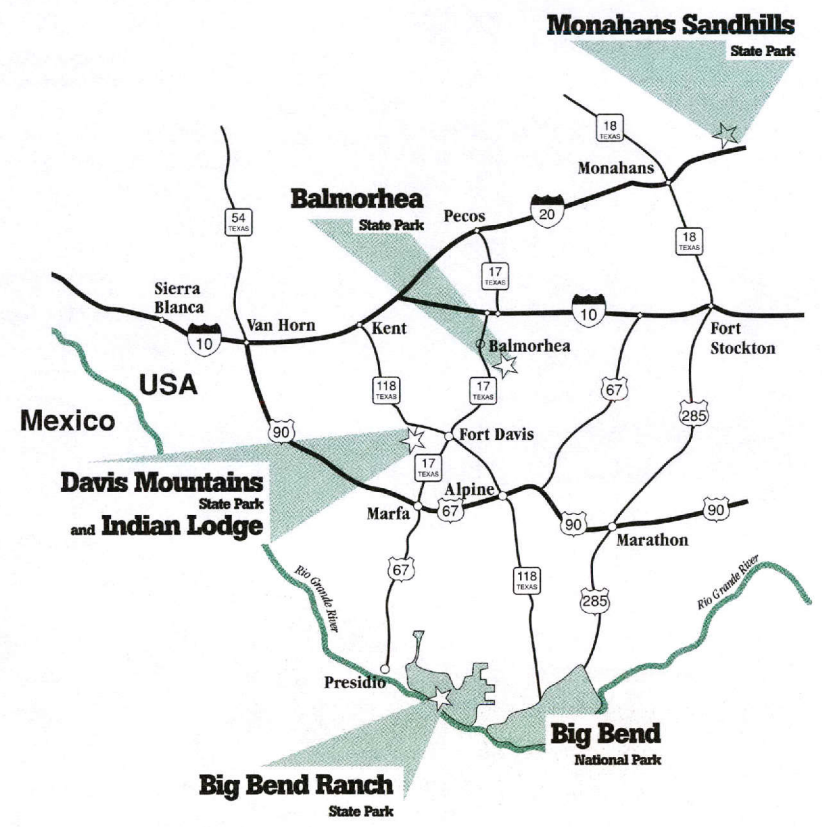 Monahans Sandhills
State Park
18
TEXAS
Monahans
Balmorhea
State Park
Pecos
20
54
TEXAS
18
TEXAS
17
TEXAS
Sierra
Blanca
10
Van Horn
Kent
10
Fort
Stockton
Balmorhea
USA
Mexico
118
TEXAS
17
TEXAS
67
285
90
Fort Davis
Davis Mountains
State Park
and Indian Lodge
17
TEXAS
Alpine
Marfa
67
90
90
Marathon
Rio Grande River
67
118
TEXAS
285
Rio Grande River
Presidio
Big Bend
National Park
Big Bend Ranch
State Park